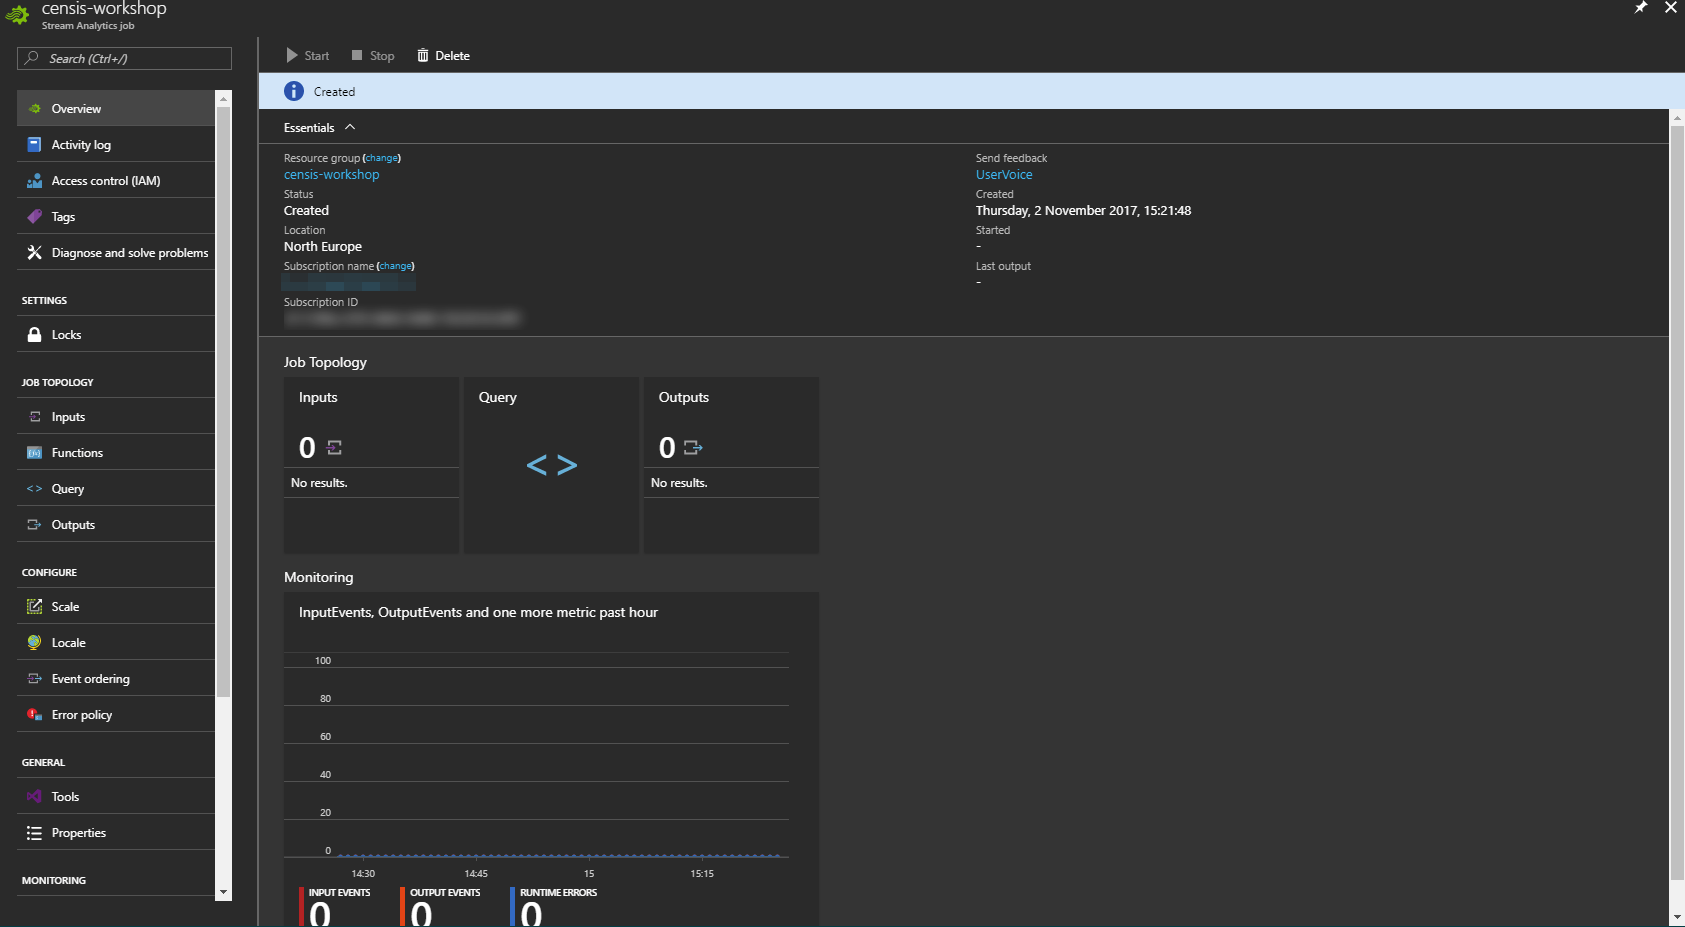 censis-workshop
Stream Analytics job
Search (Ctrl+/)
Overview
Activity log
Access control (IAM)
Tags
Diagnose and solve problems
SETTINGS
Locks
JOB TOPOLOGY
Inputs
Functions
Query
Outputs
CONFIGURE
Scale
Locale
Event ordering
Error policy
GENERAL
Tools
Properties
MONITORING
Start Stop Delete
Created
Essentials
Resource group (change)
censis-workshop
Status
Created
Location
North Europe
Subscription name (change)
Subscription ID
Send feedback
UserVoice
Created
Thursday, 2 November 2017, 15:21:48
Started
-
Last output
-
Job Topology
Inputs
0
No results.
Query
< >
Outputs
0
No results.
Monitoring
InputEvents, OutputEvents and one more metric past hour
100
80
60
40
20
0
14:30 14:45 15 15:15
INPUT EVENTS
0
OUTPUT EVENTS
0
RUNTIME ERRORS
0